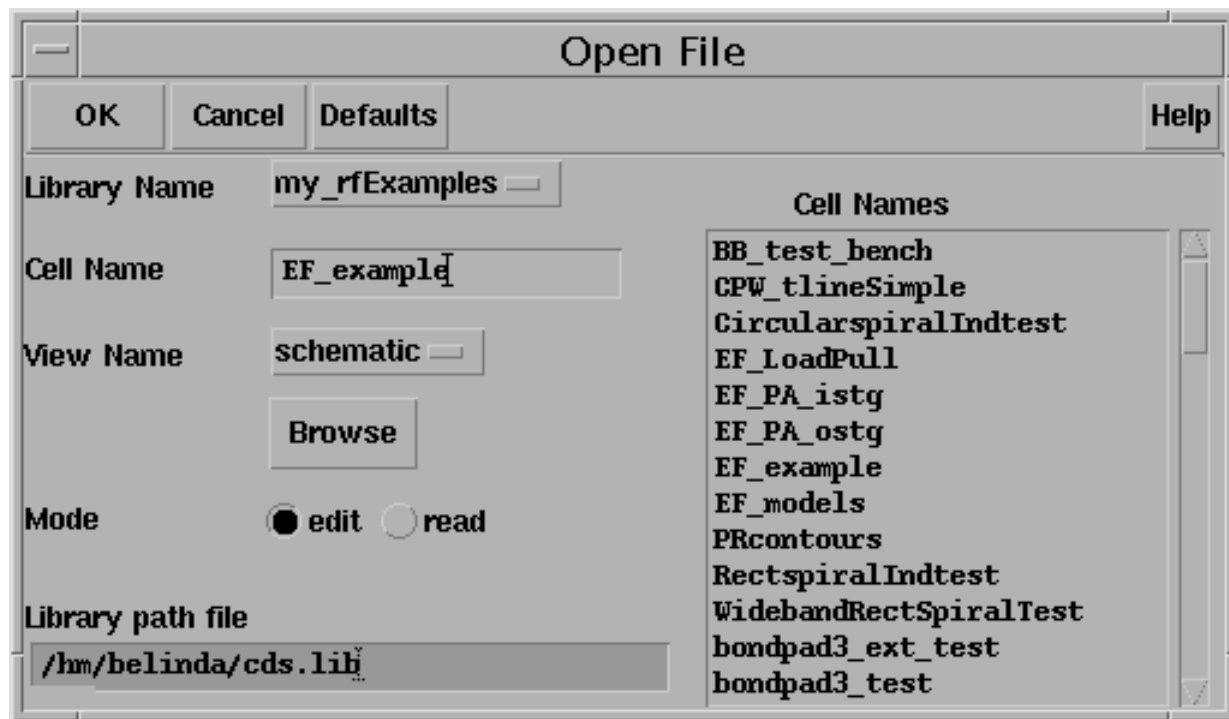 Open File
OK Cancel Defaults Help
Library Name my_rfExamples
Cell Name EF_example
View Name schematic
Browse
Mode edit read
Library path file
/hm/belinda/cds.lib
Cell Names
BB_test_bench
CPW_tlineSimple
CircularspiralIndtest
EF_LoadPull
EF_PA_istg
EF_PA_ostg
EF_example
EF_models
PRcontours
RectspiralIndtest
WidebandRectSpiralTest
bondpad3_ext_test
bondpad3_test